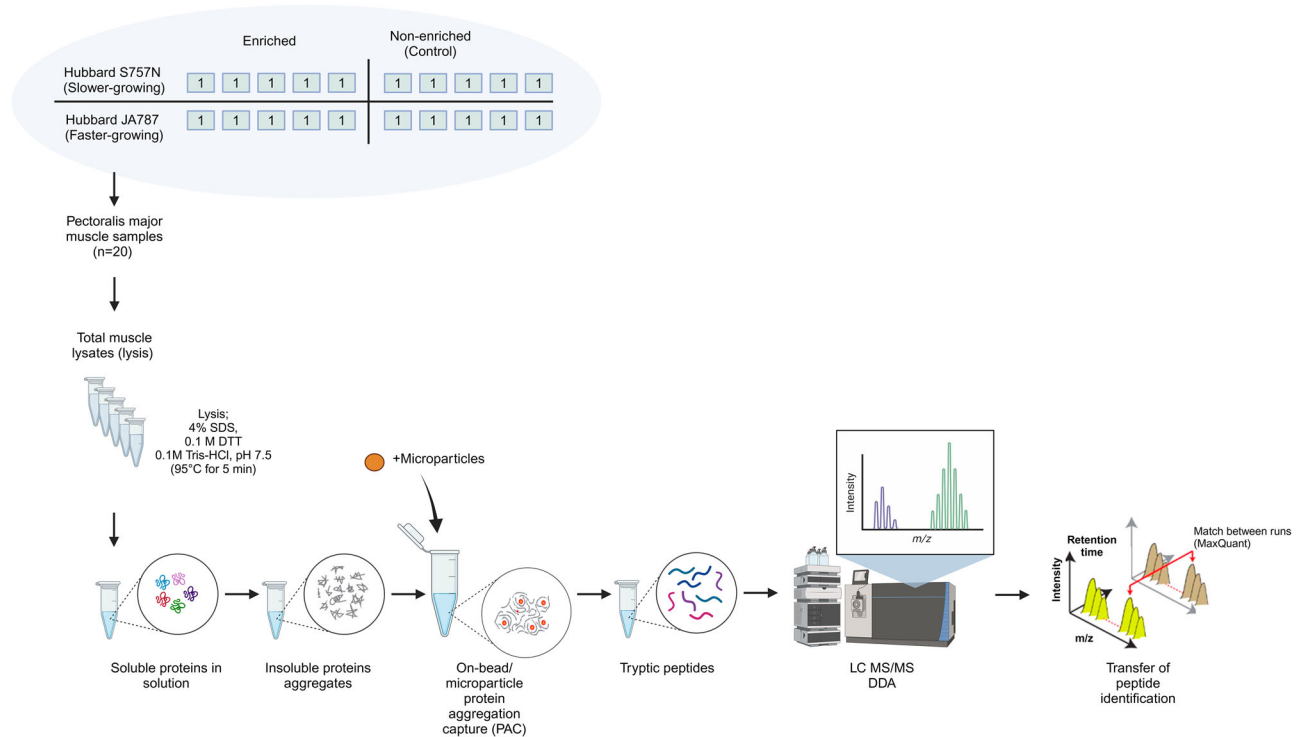 Enriched
Non-enriched
(Control)
Hubbard S757N
(Slower-growing)
1 1 1 1 1 1 1 1 1 1
Hubbard JA787
(Faster-growing)
1 1 1 1 1 1 1 1 1 1
Pectoralis major
muscle samples
(n=20)
Total muscle
lysates (lysis)
Lysis;
4% SDS,
0.1 M DTT
0.1M Tris-HCl, pH 7.5
(95°C for 5 min)
+Microparticles
Intensity
m/z
Retention
time
Intensity
m/z
Match between runs
(MaxQuant)
Soluble proteins in
solution
Insoluble proteins
aggregates
On-bead/
microparticle
protein
aggregation
capture (PAC)
Tryptic peptides
LC MS/MS
DDA
Transfer of
peptide
identification